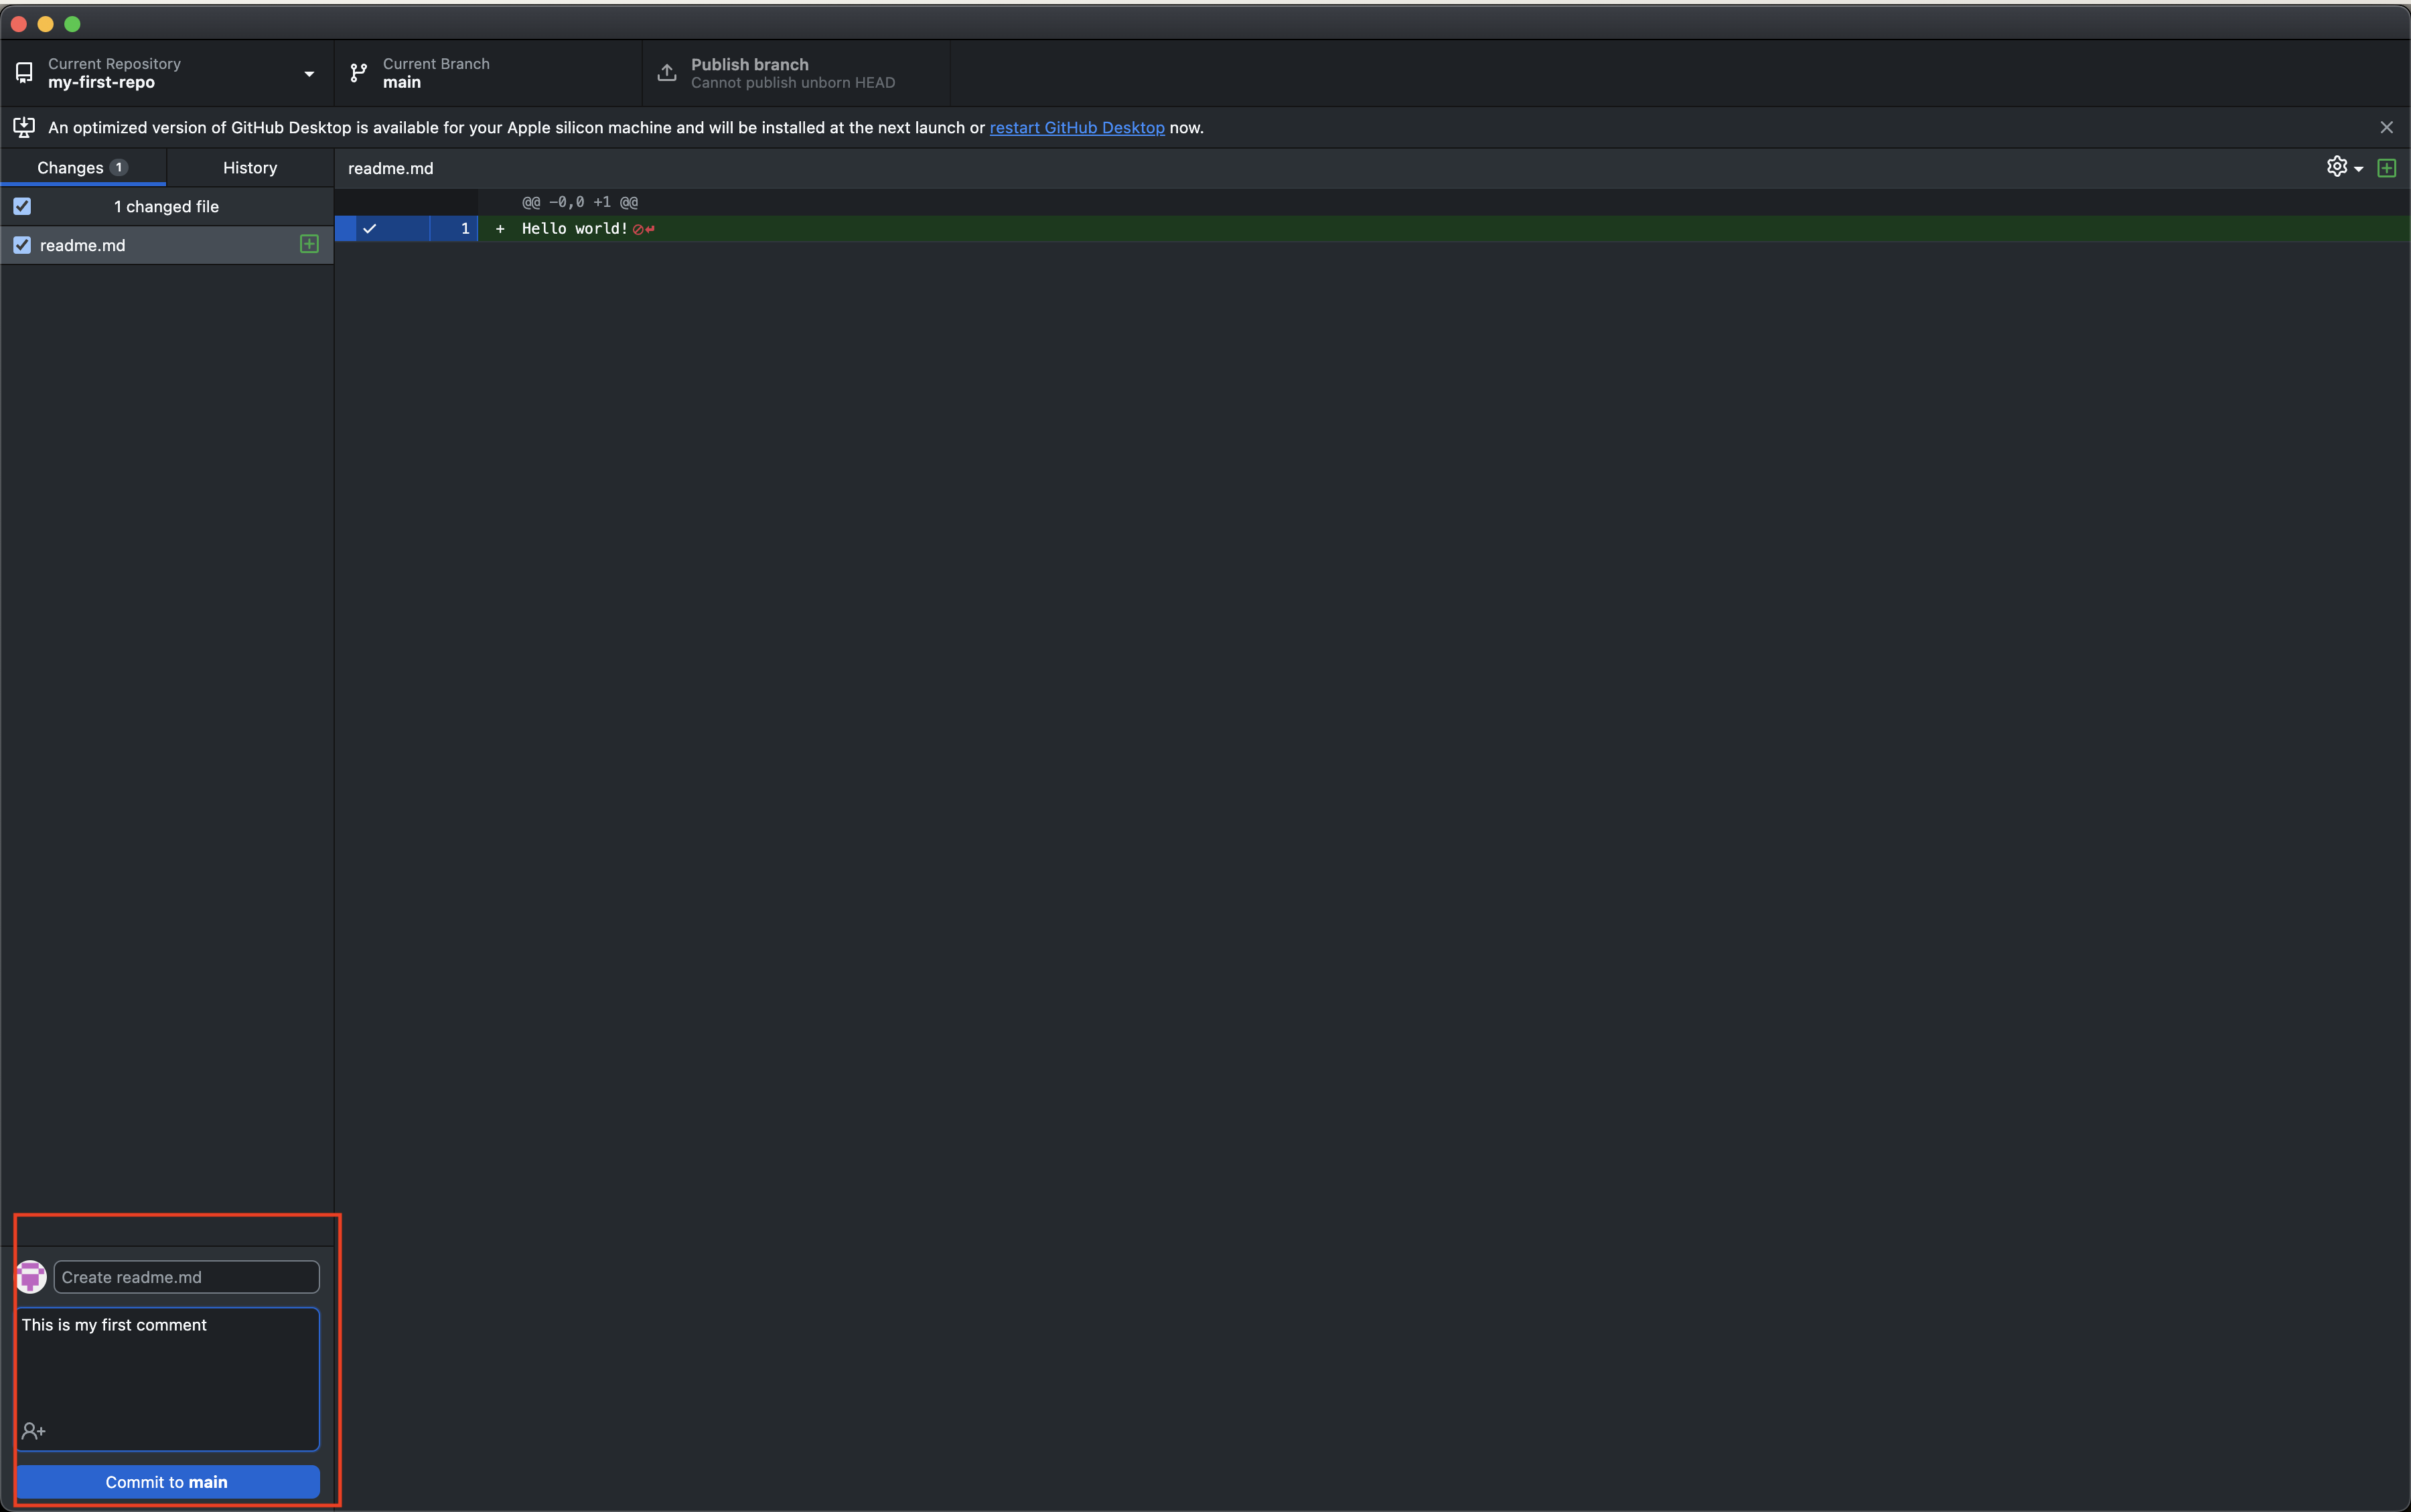 Current Repository
my-first-repo
Current Branch
main
Publish branch
Cannot publish unborn HEAD
An optimized version of GitHub Desktop is available for your Apple silicon machine and will be installed at the next launch or restart GitHub Desktop now.
Changes 1
History
readme.md
1 changed file
@@ -0,0 +1 @@
readme.md
1 + Hello world!
Create readme.md
This is my first comment
Commit to main